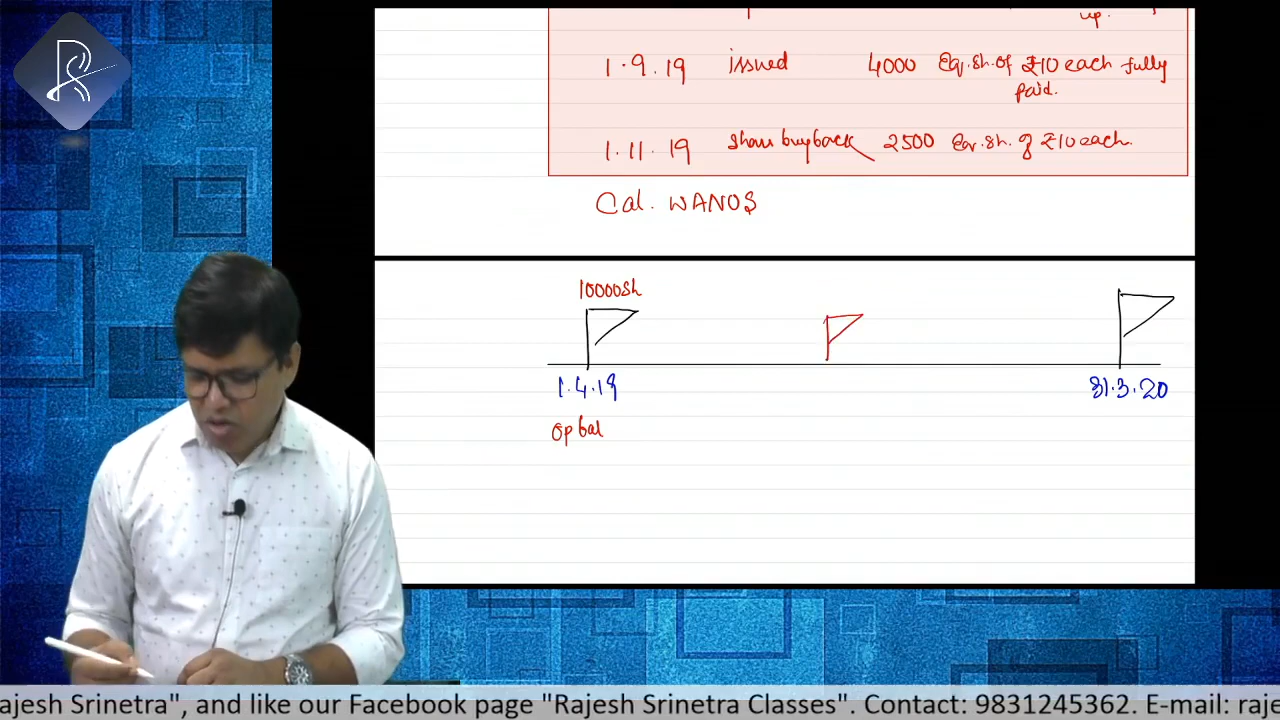 up.
1.9.19 issued 4000 Eq.sh.of ₹10 each fully
paid.
1.11.19 share buyback 2500 Eq.sh. of ₹10 each.
Cal. WANOS
10000sh
1.4.19 31.3.20
op bal
ajesh Srinetra", and like our Facebook page "Rajesh Srinetra Classes". Contact: 9831245362. E-mail: raje